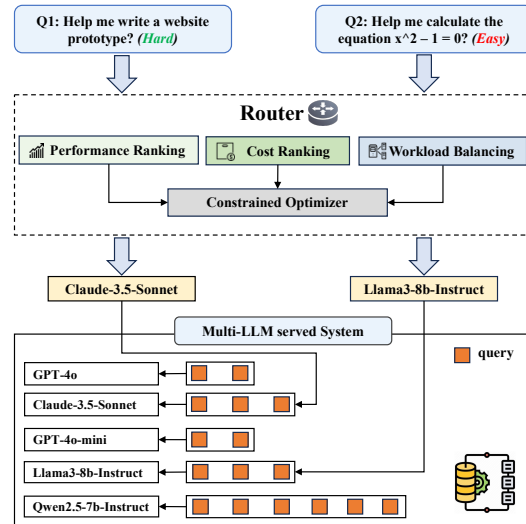 Q1: Help me write a website
prototype? (Hard)
Q2: Help me calculate the
equation x^2 – 1 = 0? (Easy)
Router
Performance Ranking
Cost Ranking
Workload Balancing
Constrained Optimizer
Claude-3.5-Sonnet
Llama3-8b-Instruct
Multi-LLM served System
query
GPT-4o
Claude-3.5-Sonnet
GPT-4o-mini
Llama3-8b-Instruct
Qwen2.5-7b-Instruct